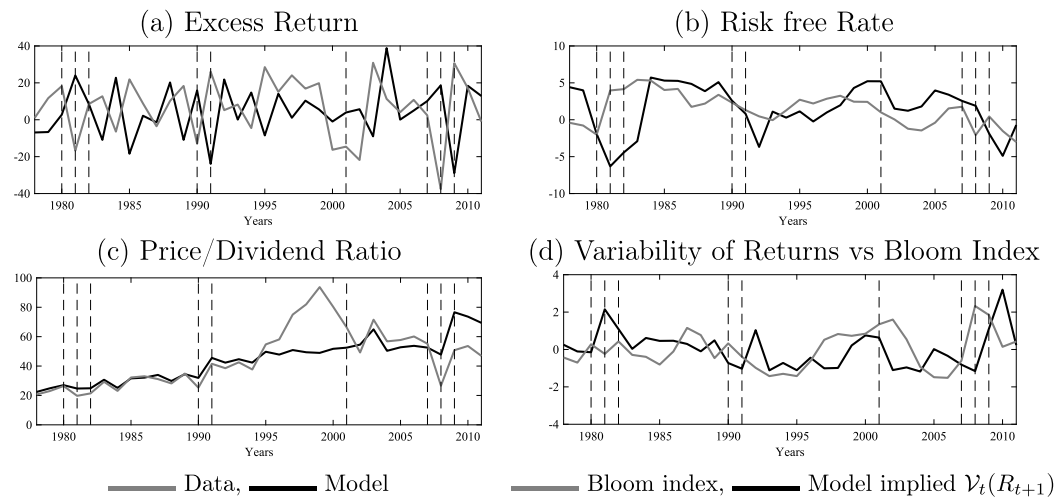 (a) Excess Return
40
20
0
-20
-40
1980 1985 1990 1995 2000 2005 2010
Years
(b) Risk free Rate
10
5
0
-5
-10
1980 1985 1990 1995 2000 2005 2010
Years
(c) Price/Dividend Ratio
100
80
60
40
20
0
1980 1985 1990 1995 2000 2005 2010
Years
(d) Variability of Returns vs Bloom Index
4
2
0
-2
-4
1980 1985 1990 1995 2000 2005 2010
Years
Data, Model
Bloom index, Model implied 𝒱ₜ(Rₜ₊₁)